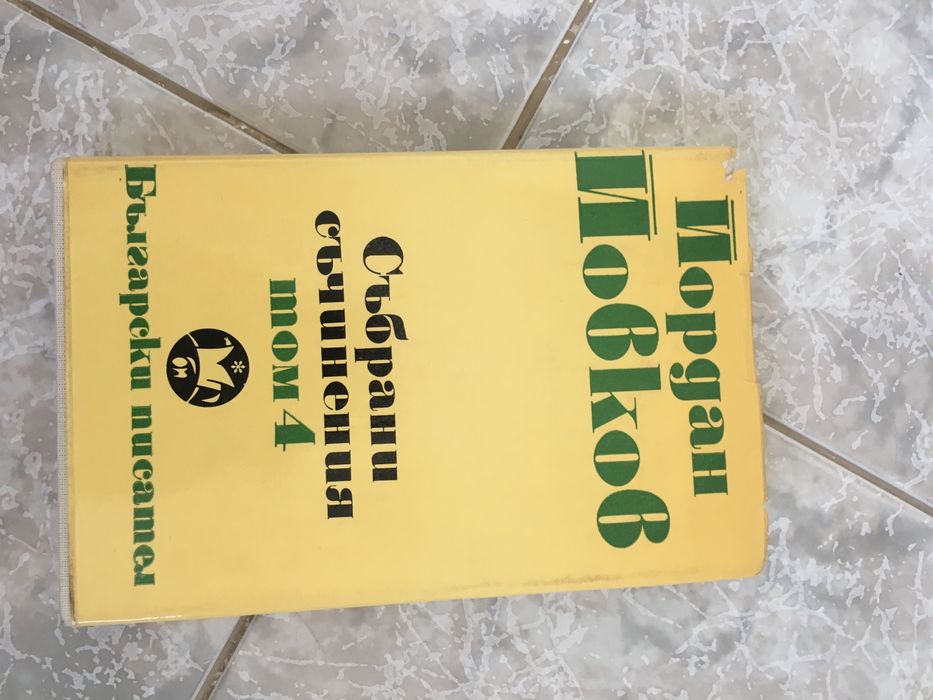 Йордан
Йовков
Събрани
съчинения
том 4
Български писател